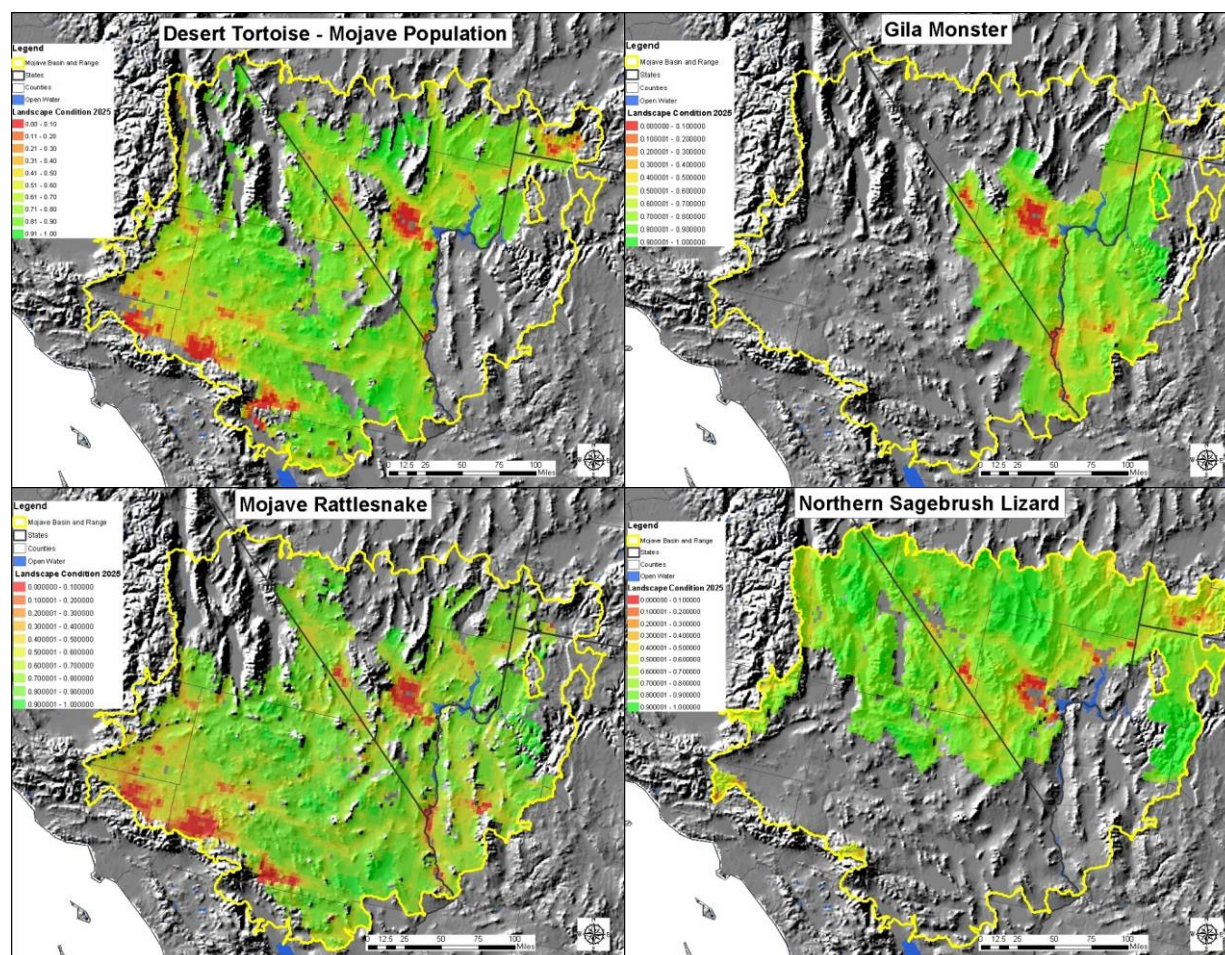 Desert Tortoise - Mojave Population
Legend
Mojave Basin and Range
States
Counties
Open Water
Landscape Condition 2025
0.00 - 0.10
0.11 - 0.20
0.21 - 0.30
0.31 - 0.40
0.41 - 0.50
0.51 - 0.60
0.61 - 0.70
0.71 - 0.80
0.81 - 0.90
0.91 - 1.00
0 12.5 25 50 75 100
Miles
Gila Monster
Legend
Mojave Basin and Range
States
Counties
Open Water
Landscape Condition 2025
0.000000 - 0.100000
0.100001 - 0.200000
0.200001 - 0.300000
0.300001 - 0.400000
0.400001 - 0.500000
0.500001 - 0.600000
0.600001 - 0.700000
0.700001 - 0.800000
0.800001 - 0.900000
0.900001 - 1.000000
0 12.5 25 50 75 100
Miles
Mojave Rattlesnake
Legend
Mojave Basin and Range
States
Counties
Open Water
Landscape Condition 2025
0.000000 - 0.100000
0.100001 - 0.200000
0.200001 - 0.300000
0.300001 - 0.400000
0.400001 - 0.500000
0.500001 - 0.600000
0.600001 - 0.700000
0.700001 - 0.800000
0.800001 - 0.900000
0.900001 - 1.000000
0 12.5 25 50 75 100
Miles
Northern Sagebrush Lizard
Legend
Mojave Basin and Range
States
Counties
Open Water
Landscape Condition 2025
0.000000 - 0.100000
0.100001 - 0.200000
0.200001 - 0.300000
0.300001 - 0.400000
0.400001 - 0.500000
0.500001 - 0.600000
0.600001 - 0.700000
0.700001 - 0.800000
0.800001 - 0.900000
0.900001 - 1.000000
0 12.5 25 50 75 100
Miles